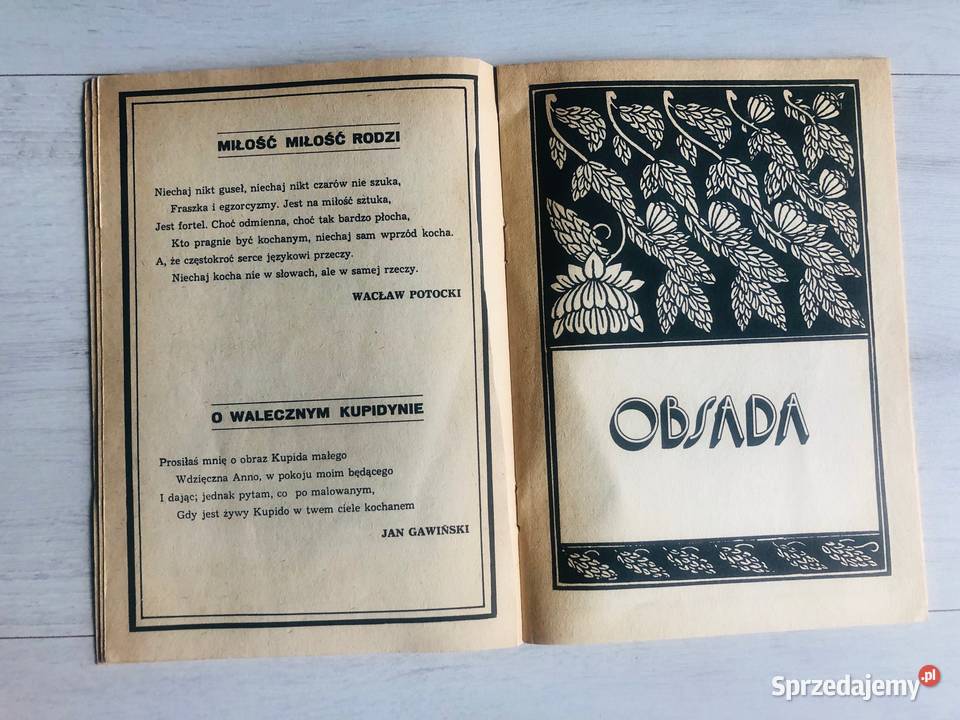 MIŁOŚĆ MIŁOŚĆ RODZI
Niechaj nikt guseł, niechaj nikt czarów nie szuka,
Fraszka i egzorcyzmy. Jest na miłość sztuka,
Jest fortel. Choć odmienna, choć tak bardzo płocha,
Kto pragnie być kochanym, niechaj sam wprzód kocha.
A, że częstokroć serce językowi przeczy.
Niechaj kocha nie w słowach, ale w samej rzeczy.
WACŁAW POTOCKI
O WALECZNYM KUPIDYNIE
Prosiłaś mnię o obraz Kupida małego
Wdzięczna Anno, w pokoju moim będącego
I dając; jednak pytam, co po malowanym,
Gdy jest żywy Kupido w twem ciele kochanem
JAN GAWIŃSKI
OBSADA
Sprzedajemy.pl